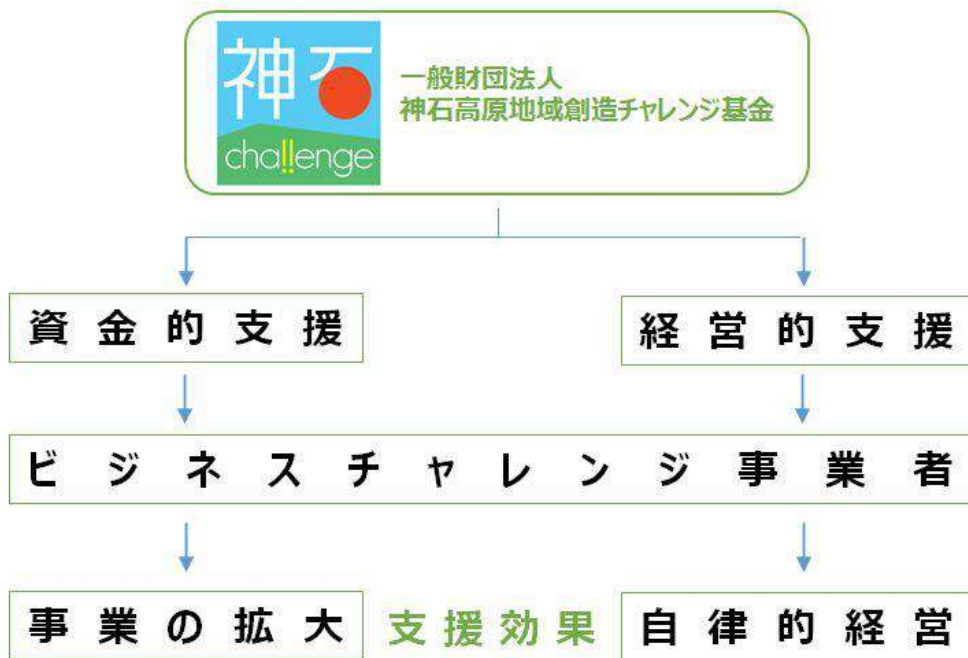 神石
cha!!enge
一般財団法人
神石高原地域創造チャレンジ基金
資金的支援
経営的支援
ビジネスチャレンジ事業者
事業の拡大
支援効果
自律的経営